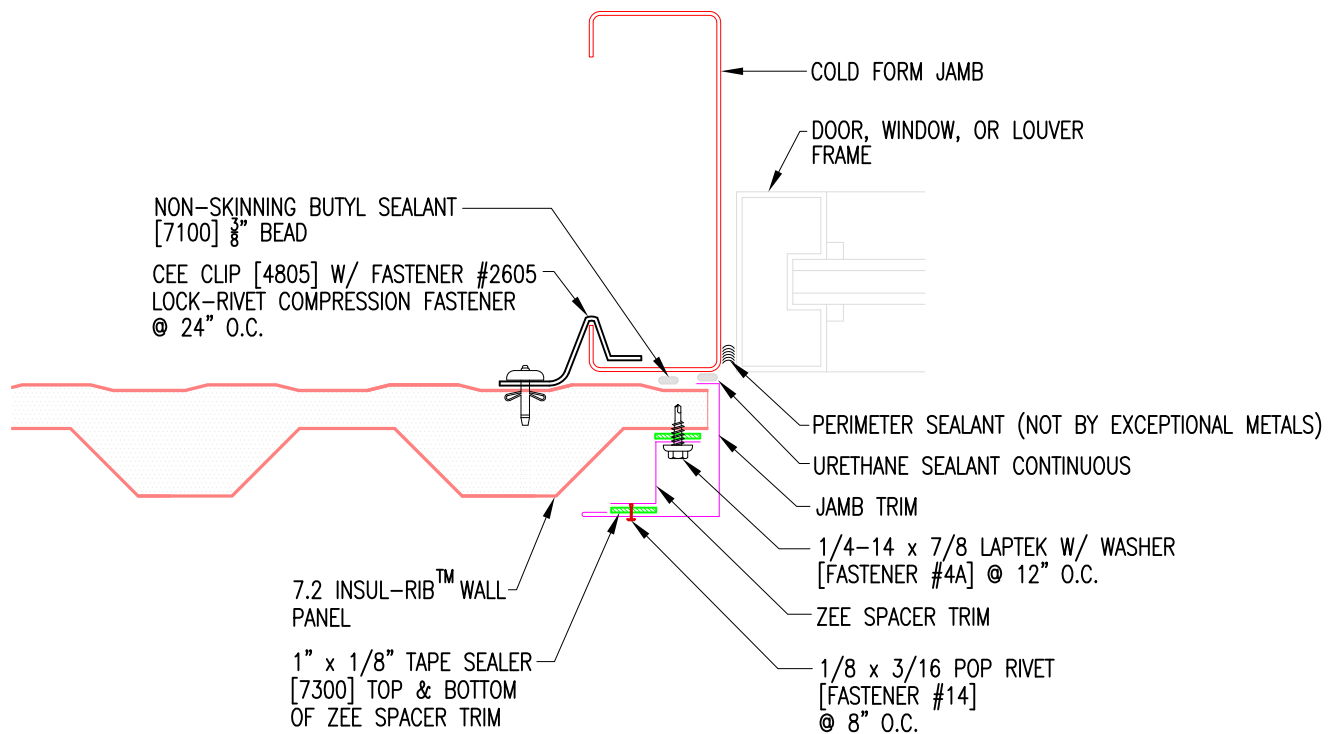 COLD FORM JAMB
DOOR, WINDOW, OR LOUVER
FRAME
NON-SKINNING BUTYL SEALANT
[7100] 3/8" BEAD
CEE CLIP [4805] W/ FASTENER #2605
LOCK-RIVET COMPRESSION FASTENER
@ 24" O.C.
PERIMETER SEALANT (NOT BY EXCEPTIONAL METALS)
URETHANE SEALANT CONTINUOUS
JAMB TRIM
1/4-14 x 7/8 LAPTEK W/ WASHER
[FASTENER #4A] @ 12" O.C.
7.2 INSUL-RIB™ WALL
PANEL
ZEE SPACER TRIM
1" x 1/8" TAPE SEALER
[7300] TOP & BOTTOM
OF ZEE SPACER TRIM
1/8 x 3/16 POP RIVET
[FASTENER #14]
@ 8" O.C.